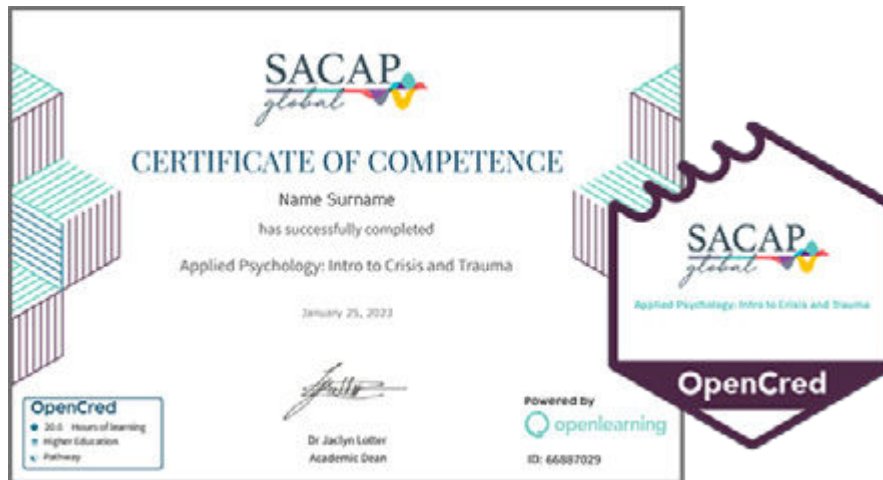 SACAP
global
CERTIFICATE OF COMPETENCE
Name Surname
has successfully completed
Applied Psychology: Intro to Crisis and Trauma
January 25, 2023
OpenCred
20.0 Hours of learning
Higher Education
Pathway
Dr Jaclyn Lotter
Academic Dean
Powered by
openlearning
ID: 66887029
SACAP
global
Applied Psychology: Intro to Crisis and Trauma
OpenCred